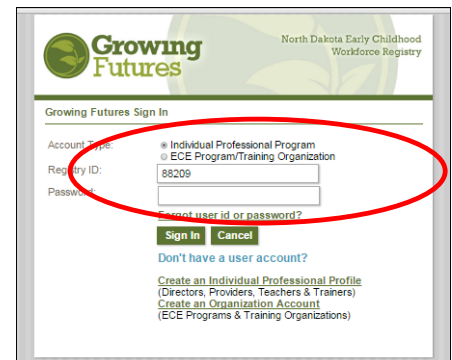 Growing
Futures
North Dakota Early Childhood
Workforce Registry
Growing Futures Sign In
Account Type:
Individual Professional Program
ECE Program/Training Organization
Registry ID:
88209
Password:
Forgot user id or password?
Sign In Cancel
Don't have a user account?
Create an Individual Professional Profile
(Directors, Providers, Teachers & Trainers)
Create an Organization Account
(ECE Programs & Training Organizations)